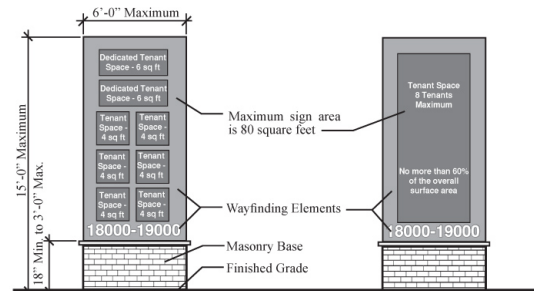 6'-0" Maximum
15'-0" Maximum
18" Min. to 3'-0" Max.
Dedicated Tenant
Space - 6 sq ft
Dedicated Tenant
Space - 6 sq ft
Tenant
Space -
4 sq ft
Tenant
Space -
4 sq ft
Tenant
Space -
4 sq ft
Tenant
Space -
4 sq ft
Tenant
Space -
4 sq ft
Tenant
Space -
4 sq ft
18000-19000
Maximum sign area
is 80 square feet
Wayfinding Elements
Masonry Base
Finished Grade
Tenant Space
8 Tenants
Maximum
No more than 60%
of the overall
surface area
18000-19000